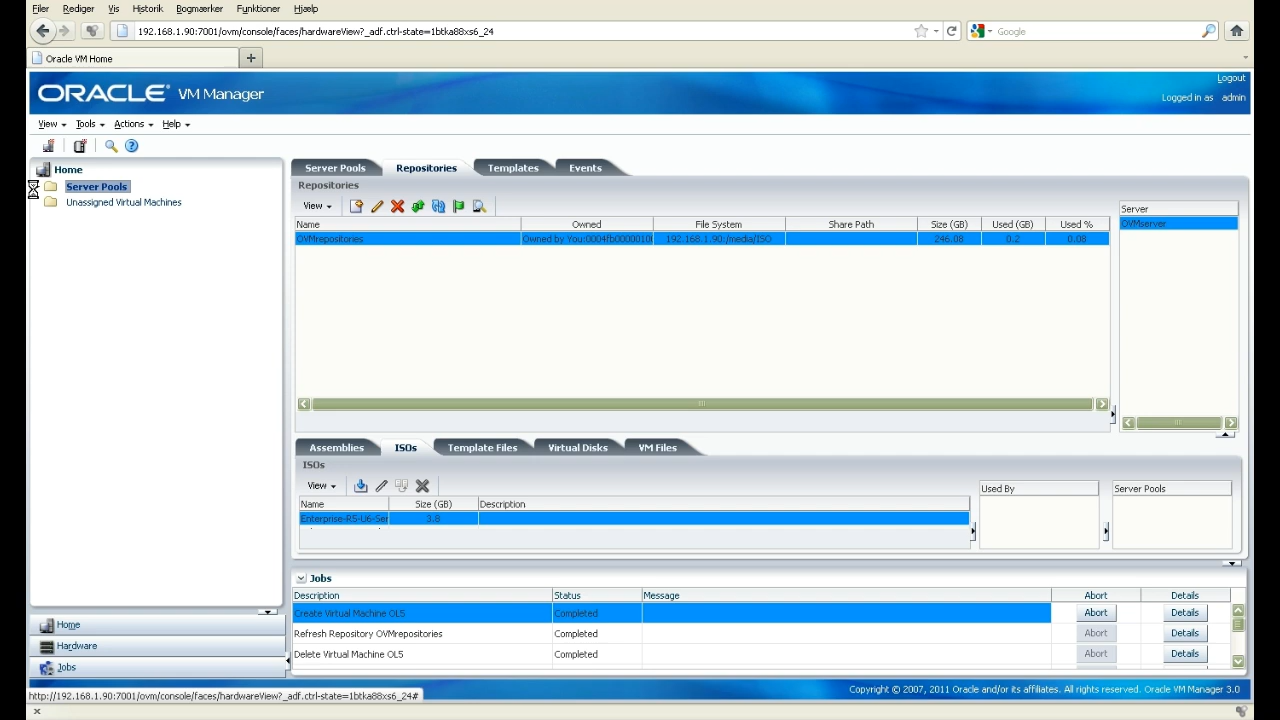 Filer Rediger Vis Historik Bogmærker Funktioner Hjælp
192.168.1.90:7001/ovm/console/faces/hardwareView?_adf.ctrl-state=1btka88xs6_24
Google
Oracle VM Home
ORACLE® VM Manager
Logout
Logged in as admin
View Tools Actions Help
Home
Server Pools
Unassigned Virtual Machines
Server Pools Repositories Templates Events
Repositories
View
Name Owned File System Share Path Size (GB) Used (GB) Used %
OVMrepositories Owned by You:0004fb00000100 192.168.1.90:/media/ISO 246.08 0.2 0.08
Server
OVMserver
Assemblies ISOs Template Files Virtual Disks VM Files
ISOs
View
Name Size (GB) Description
Enterprise-R5-U6-Ser 3.8
Used By
Server Pools
Jobs
Description Status Message Abort Details
Create Virtual Machine OL5 Completed Abort Details
Refresh Repository OVMrepositories Completed Abort Details
Delete Virtual Machine OL5 Completed Abort Details
Home
Hardware
Jobs
http://192.168.1.90:7001/ovm/console/faces/hardwareView?_adf.ctrl-state=1btka88xs6_24#
Copyright © 2007, 2011 Oracle and/or its affiliates. All rights reserved. Oracle VM Manager 3.0